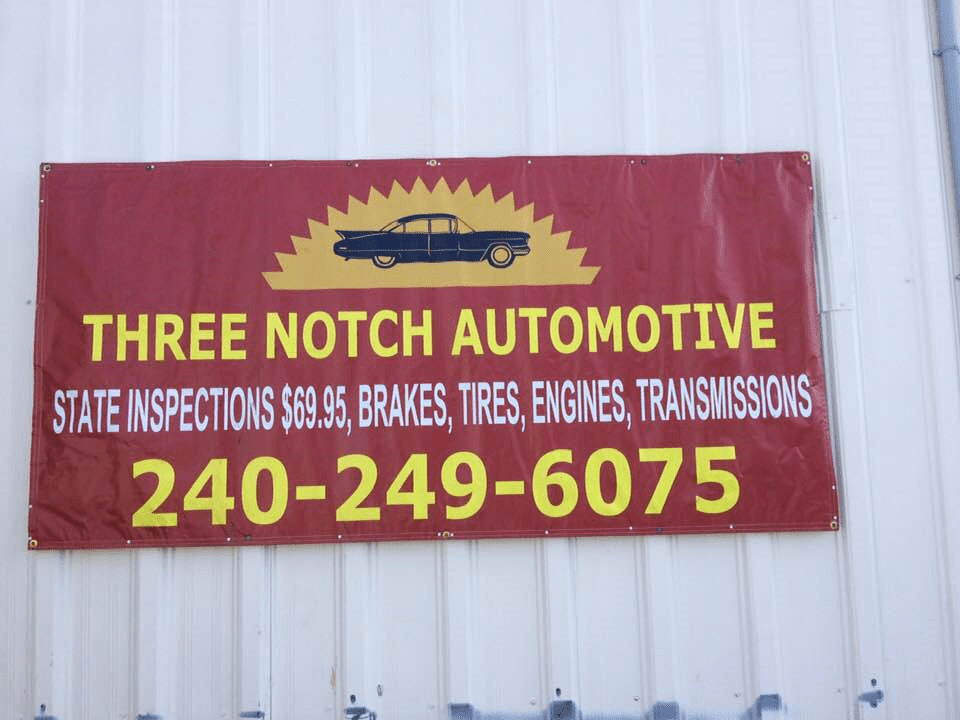 THREE NOTCH AUTOMOTIVE
STATE INSPECTIONS $69.95, BRAKES, TIRES, ENGINES, TRANSMISSIONS
240-249-6075